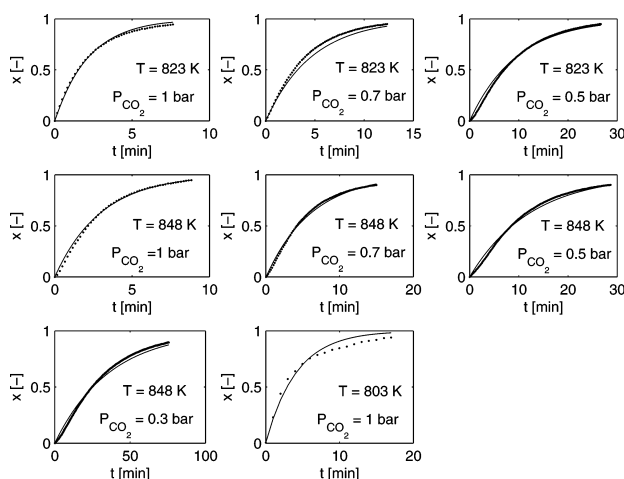 1
x [−]
0.5
T = 823 K
P_CO2 = 1 bar
0
0 5 10
t [min]
1
x [−]
0.5
T = 823 K
P_CO2 = 0.7 bar
0
0 5 10 15
t [min]
1
x [−]
0.5
T = 823 K
P_CO2 = 0.5 bar
0
0 10 20 30
t [min]
1
x [−]
0.5
T = 848 K
P_CO2 =1 bar
0
0 5 10
t [min]
1
x [−]
0.5
T = 848 K
P_CO2 = 0.7 bar
0
0 10 20
t [min]
1
x [−]
0.5
T = 848 K
P_CO2 = 0.5 bar
0
0 10 20 30
t [min]
1
x [−]
0.5
T = 848 K
P_CO2 = 0.3 bar
0
0 50 100
t [min]
1
x [−]
0.5
T = 803 K
P_CO2 = 1 bar
0
0 10 20
t [min]